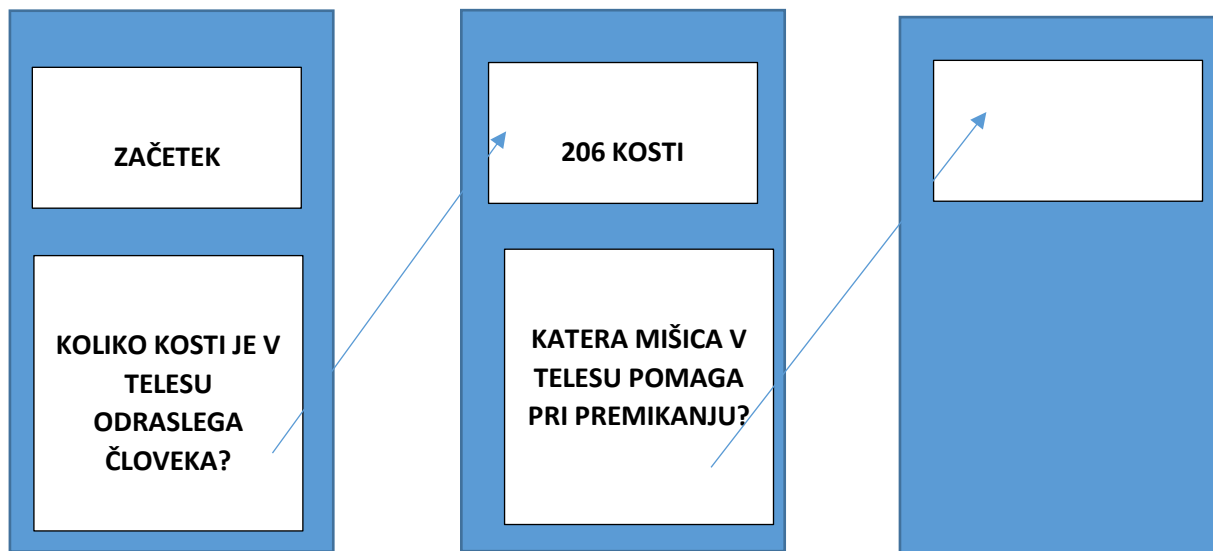 ZAČETEK
KOLIKO KOSTI JE V
TELESU
ODRASLEGA
ČLOVEKA?
206 KOSTI
KATERA MIŠICA V
TELESU POMAGA
PRI PREMIKANJU?